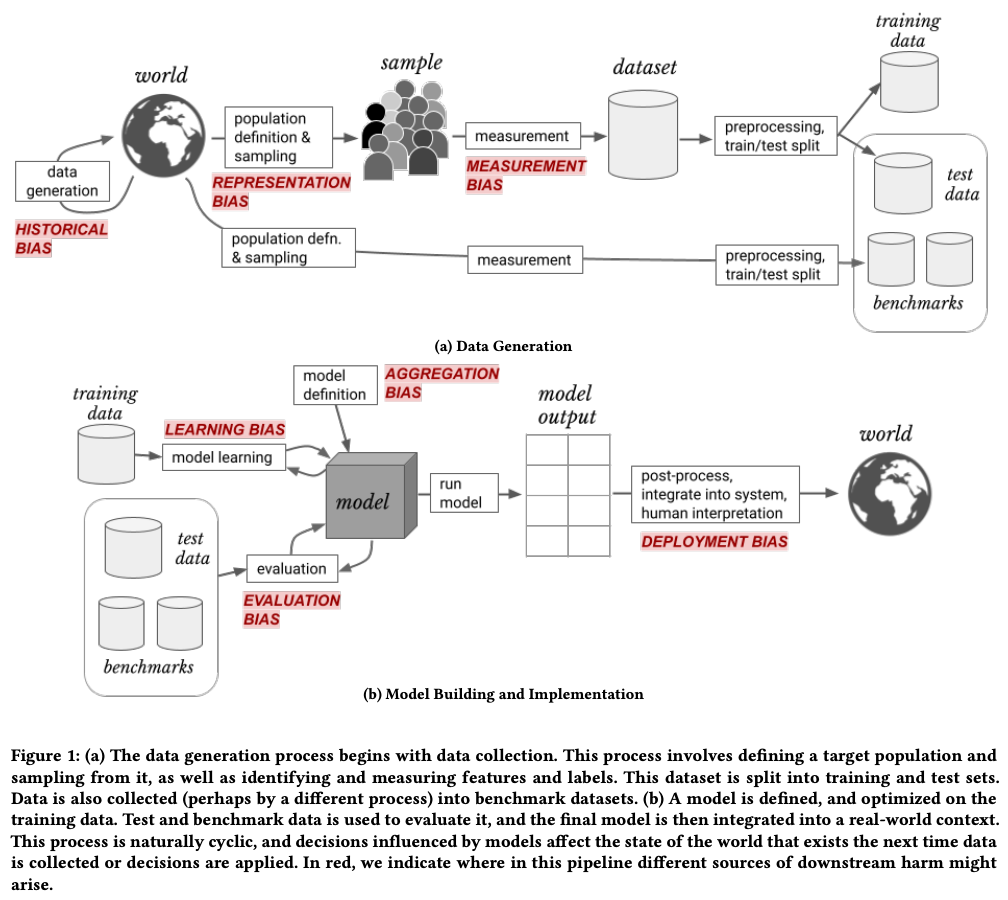 training
data
world
sample
dataset
population
definition &
sampling
measurement
preprocessing,
train/test split
data
generation
REPRESENTATION
BIAS
MEASUREMENT
BIAS
test
data
HISTORICAL
BIAS
population defn.
& sampling
measurement
preprocessing,
train/test split
benchmarks
(a) Data Generation
model
definition
AGGREGATION
BIAS
training
data
model
output
LEARNING BIAS
model learning
world
model
run
model
post-process,
integrate into system,
human interpretation
DEPLOYMENT BIAS
test
data
evaluation
EVALUATION
BIAS
benchmarks
(b) Model Building and Implementation
Figure 1: (a) The data generation process begins with data collection. This process involves defining a target population and
sampling from it, as well as identifying and measuring features and labels. This dataset is split into training and test sets.
Data is also collected (perhaps by a different process) into benchmark datasets. (b) A model is defined, and optimized on the
training data. Test and benchmark data is used to evaluate it, and the final model is then integrated into a real-world context.
This process is naturally cyclic, and decisions influenced by models affect the state of the world that exists the next time data
is collected or decisions are applied. In red, we indicate where in this pipeline different sources of downstream harm might
arise.